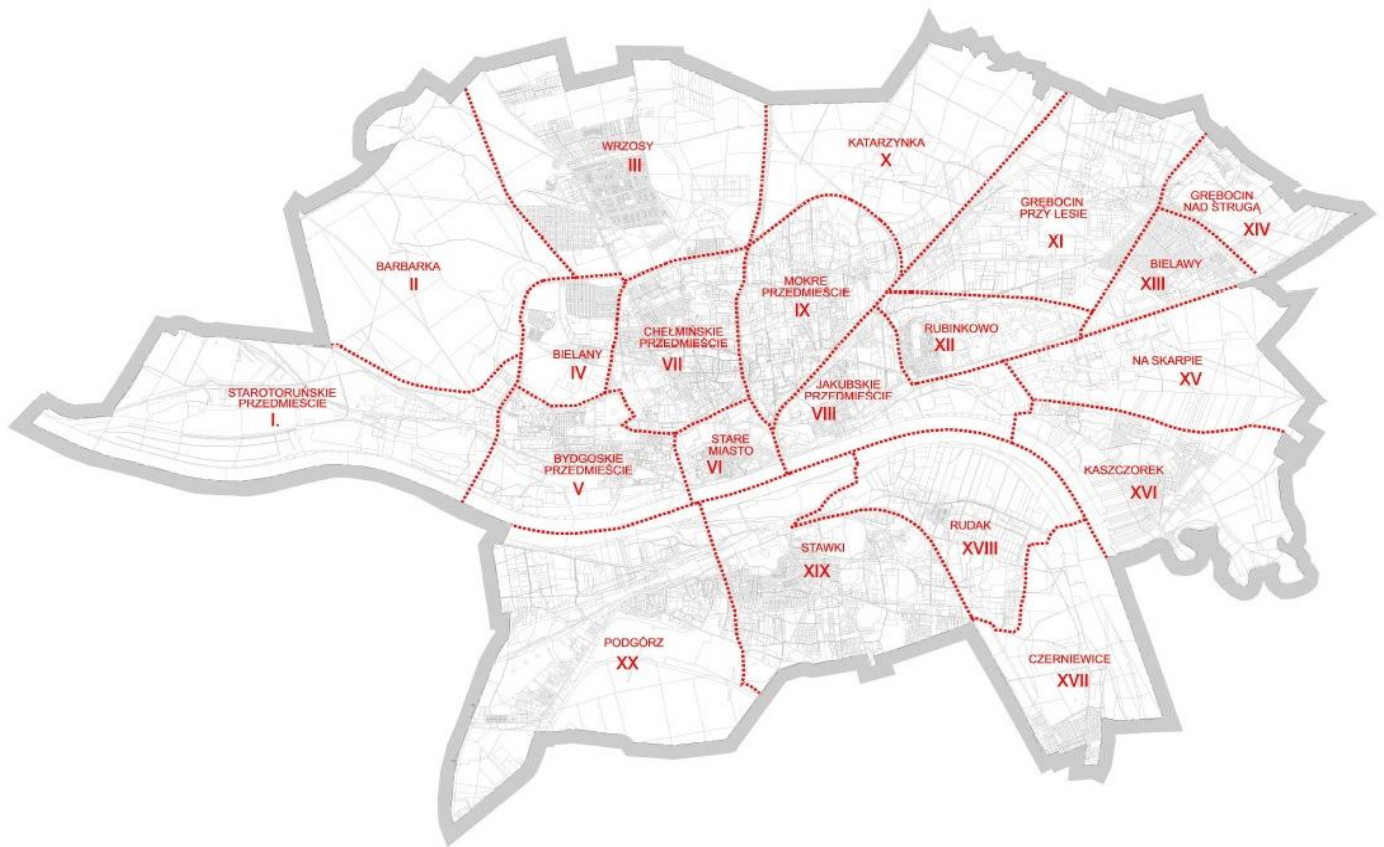 WRZOSY
III
KATARZYNKA
X
GRĘBOCIN
PRZY LESIE
XI
GRĘBOCIN
NAD STRUGĄ
XIV
BARBARKA
II
BIELAWY
XIII
MOKRE
PRZEDMIEŚCIE
IX
CHEŁMIŃSKIE
PRZEDMIEŚCIE
VII
RUBINKOWO
XII
BIELANY
IV
NA SKARPIE
XV
STAROTORUŃSKIE
PRZEDMIEŚCIE
I.
JAKUBSKIE
PRZEDMIEŚCIE
VIII
STARE
MIASTO
VI
BYDGOSKIE
PRZEDMIEŚCIE
V
KASZCZOREK
XVI
RUDAK
XVIII
STAWKI
XIX
PODGÓRZ
XX
CZERNIEWICE
XVII